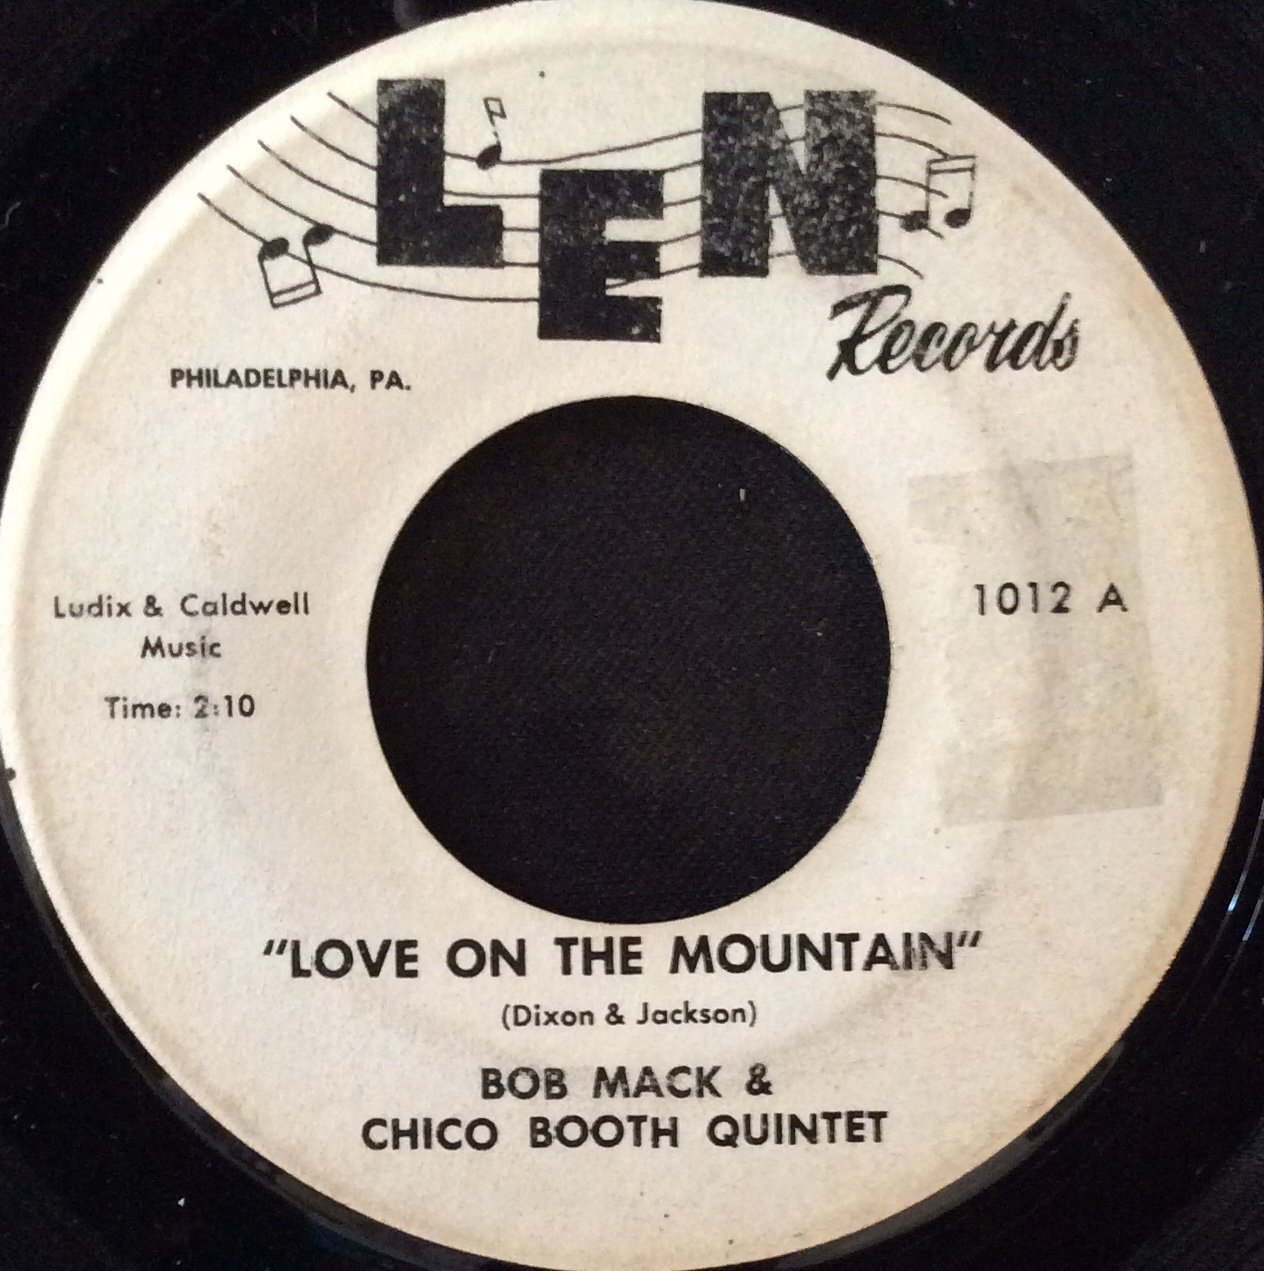 LEN
Records
PHILADELPHIA, PA.
Ludix & Caldwell
Music
Time: 2:10
1012 A
"LOVE ON THE MOUNTAIN"
(Dixon & Jackson)
BOB MACK &
CHICO BOOTH QUINTET